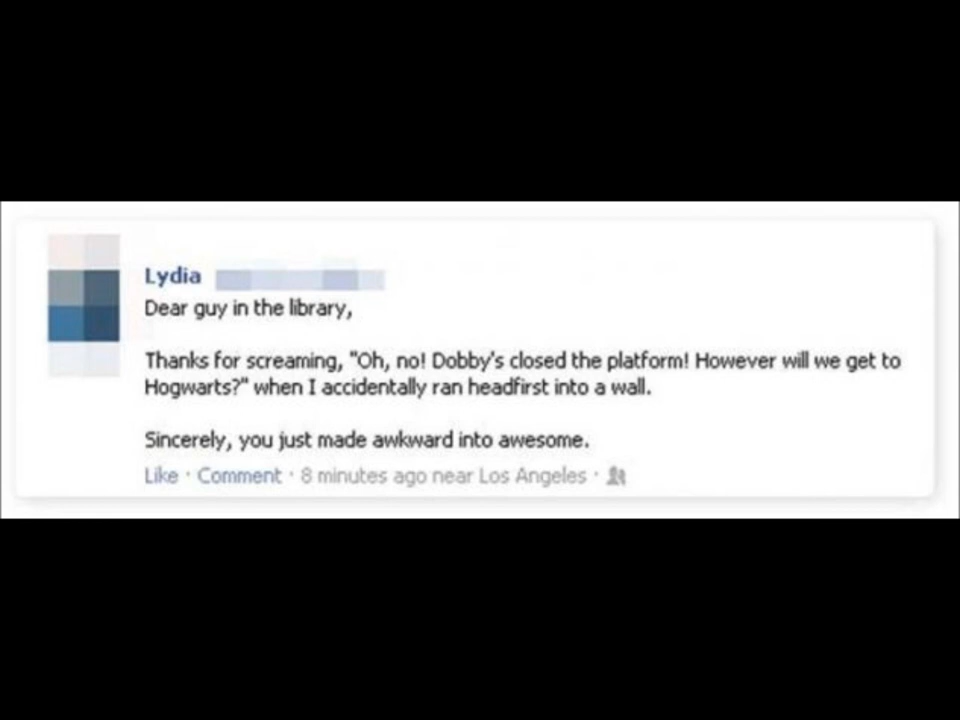 Lydia
Dear guy in the library,
Thanks for screaming, "Oh, no! Dobby's closed the platform! However will we get to
Hogwarts?" when I accidentally ran headfirst into a wall.
Sincerely, you just made awkward into awesome.
Like · Comment · 8 minutes ago near Los Angeles ·